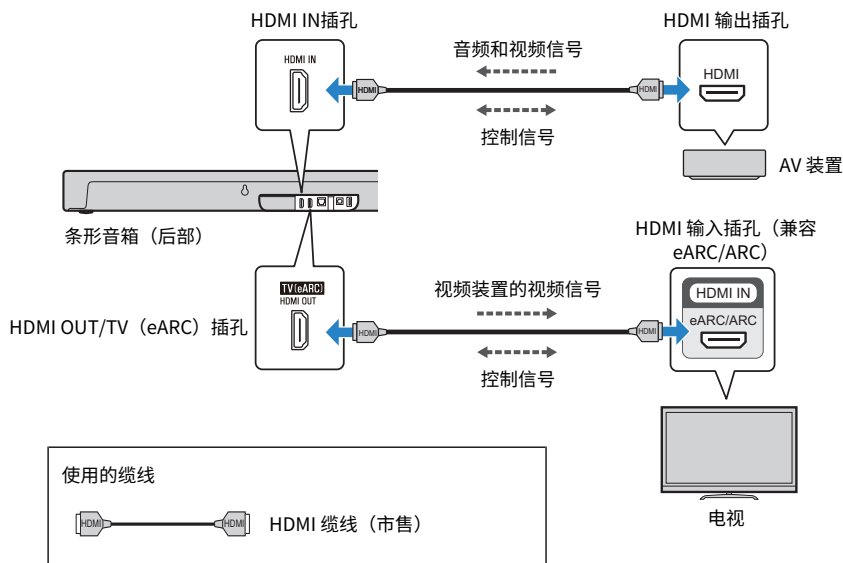 HDMI IN插孔
HDMI 输出插孔
HDMI IN
音频和视频信号
HDMI
HDMI
HDMI
控制信号
AV 装置
条形音箱（后部）
HDMI 输入插孔（兼容
eARC/ARC）
TV(eARC)
HDMI OUT
视频装置的视频信号
HDMI IN
eARC/ARC
HDMI OUT/TV（eARC）插孔
HDMI
HDMI
控制信号
使用的缆线
HDMI
HDMI
HDMI 缆线（市售）
电视